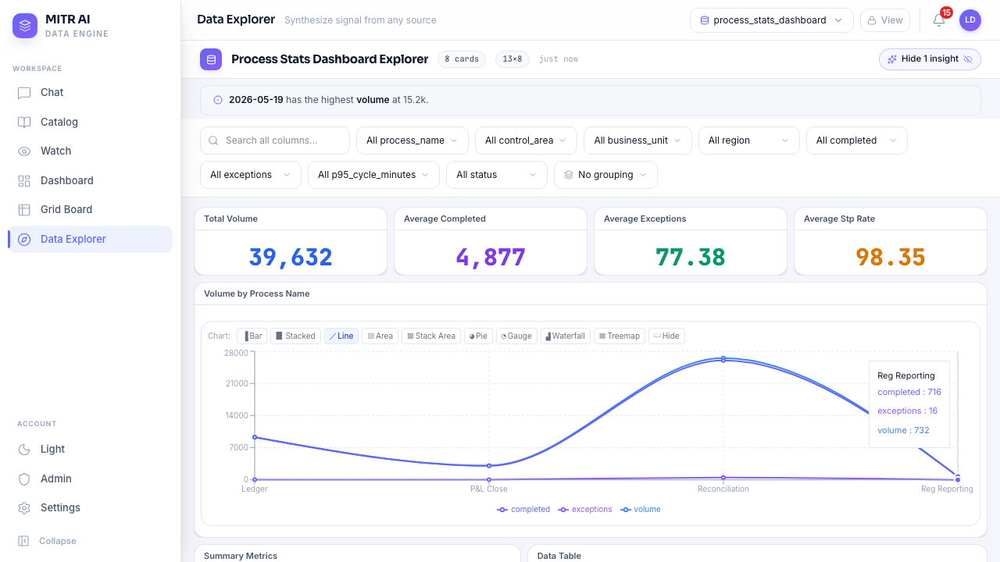 MITR AI
DATA ENGINE
WORKSPACE
Chat
Catalog
Watch
Dashboard
Grid Board
Data Explorer
ACCOUNT
Light
Admin
Settings
Collapse
Data Explorer Synthesize signal from any source
process_stats_dashboard
View
15
LD
Process Stats Dashboard Explorer 8 cards 13×8 just now
Hide 1 insight
2026-05-19 has the highest volume at 15.2k.
Search all columns... All process_name All control_area All business_unit All region All completed
All exceptions All p95_cycle_minutes All status No grouping
Total Volume
39,632
Average Completed
4,877
Average Exceptions
77.38
Average Stp Rate
98.35
Volume by Process Name
Chart: Bar Stacked Line Area Stack Area Pie Gauge Waterfall Treemap Hide
28000
21000
14000
7000
0
Ledger P&L Close Reconciliation Reg Reporting
Reg Reporting
completed : 716
exceptions : 16
volume : 732
completed exceptions volume
Summary Metrics
Data Table